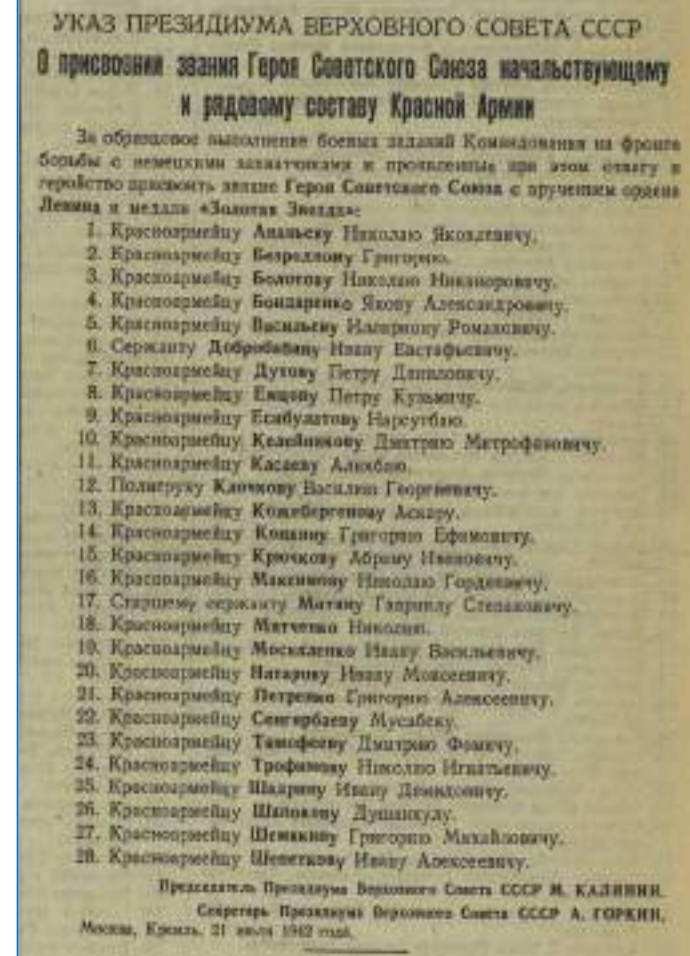 УКАЗ ПРЕЗИДИУМА ВЕРХОВНОГО СОВЕТА СССР
О присвоении звания Героя Советского Союза начальствующему
и рядовому составу Красной Армии
За образцовое выполнение боевых заданий Командования на фронте
борьбы с немецкими захватчиками и проявленные при этом отвагу и
геройство присвоить звание Героя Советского Союза с вручением ордена
Ленина и медали «Золотая Звезда»:
1. Красноармейцу Ананьеву Николаю Яковлевичу.
2. Красноармейцу Безродному Григорию.
3. Красноармейцу Болотову Николаю Никаноровичу.
4. Красноармейцу Бондаренко Якову Александровичу.
5. Красноармейцу Васильеву Илариону Романовичу.
6. Сержанту Добробабину Ивану Евстафьевичу.
7. Красноармейцу Дутову Петру Даниловичу.
8. Красноармейцу Емцову Петру Кузьмичу.
9. Красноармейцу Есибулатову Нарсутбаю.
10. Красноармейцу Калейникову Дмитрию Митрофановичу.
11. Красноармейцу Касаеву Аликбаю.
12. Политруку Клочкову Василию Георгиевичу.
13. Красноармейцу Кожебергенову Аскару.
14. Красноармейцу Конкину Григорию Ефимовичу.
15. Красноармейцу Крючкову Абраму Ивановичу.
16. Красноармейцу Максимову Николаю Гордеевичу.
17. Старшему сержанту Митину Гавриилу Степановичу.
18. Красноармейцу Митченко Николаю.
19. Красноармейцу Москаленко Ивану Васильевичу.
20. Красноармейцу Натарову Ивану Моисеевичу.
21. Красноармейцу Петренко Григорию Алексеевичу.
22. Красноармейцу Сенгирбаеву Мусабеку.
23. Красноармейцу Тимофееву Дмитрию Фомичу.
24. Красноармейцу Трофимову Николаю Игнатьевичу.
25. Красноармейцу Шадрину Ивану Демидовичу.
26. Красноармейцу Шапокову Душанкулу.
27. Красноармейцу Шемякину Григорию Михайловичу.
28. Красноармейцу Шепеткову Ивану Алексеевичу.
Председатель Президиума Верховного Совета СССР М. КАЛИНИН.
Секретарь Президиума Верховного Совета СССР А. ГОРКИН.
Москва, Кремль. 21 июля 1942 года.